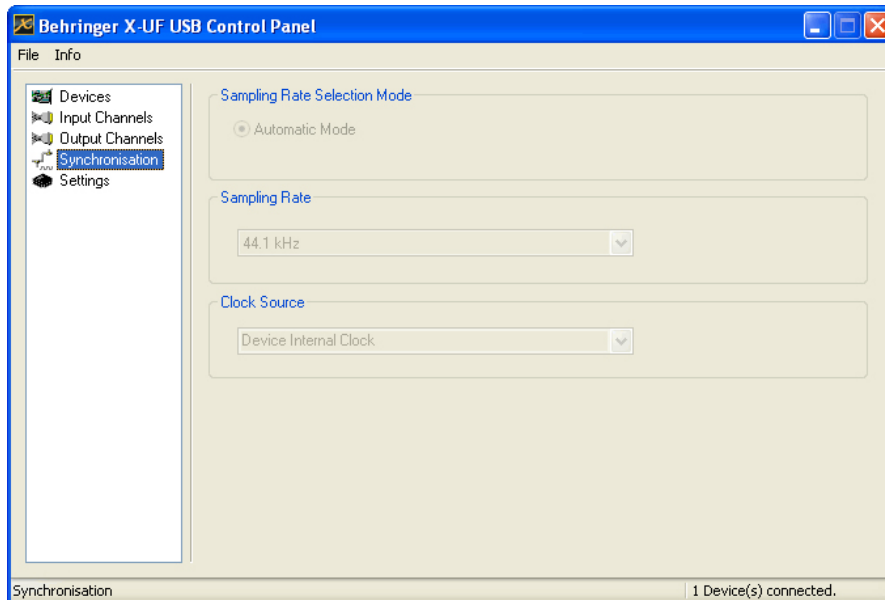 Behringer X-UF USB Control Panel
File Info
Devices
Input Channels
Output Channels
Synchronisation
Settings
Sampling Rate Selection Mode
Automatic Mode
Sampling Rate
44.1 kHz
Clock Source
Device Internal Clock
Synchronisation
1 Device(s) connected.